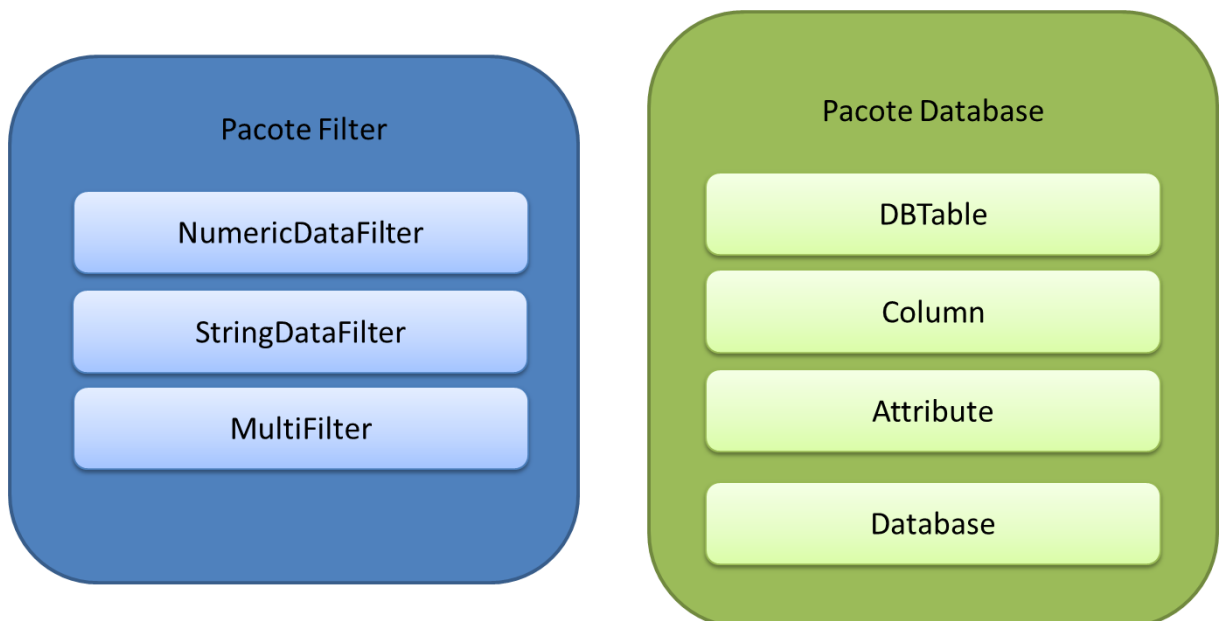 Pacote Filter
NumericDataFilter
StringDataFilter
MultiFilter
Pacote Database
DBTable
Column
Attribute
Database